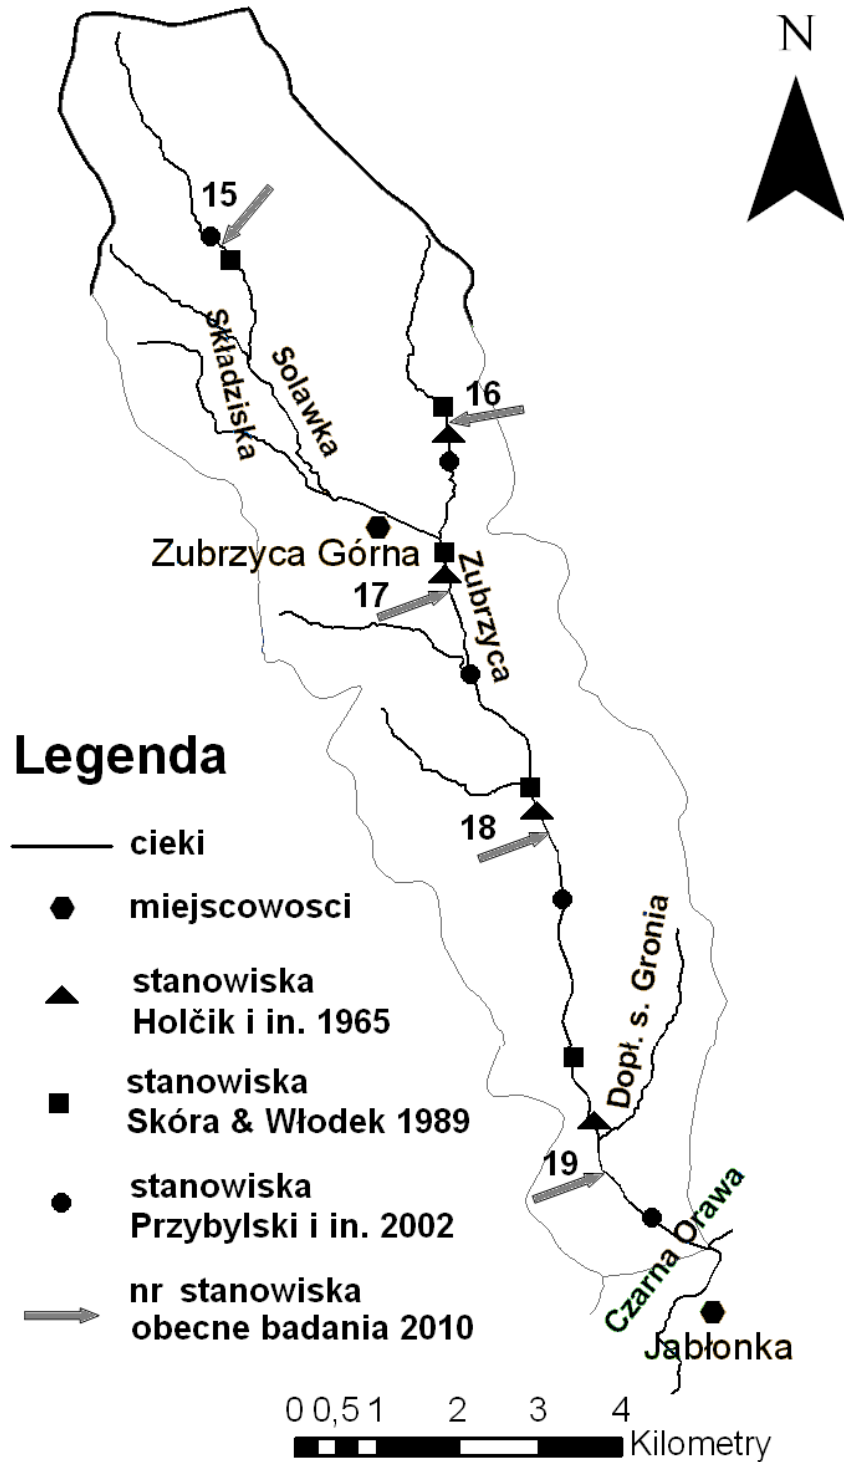 N
15
Składziska
Solawka
16
Zubrzyca Górna
17
Zubrzyca
Legenda
cieki
18
miejscowosci
Dopł. s. Gronia
stanowiska
Holčik i in. 1965
stanowiska
Skóra & Włodek 1989
19
stanowiska
Przybylski i in. 2002
Czarna Orawa
nr stanowiska
obecne badania 2010
Jabłonka
0 0,5 1 2 3 4
Kilometry